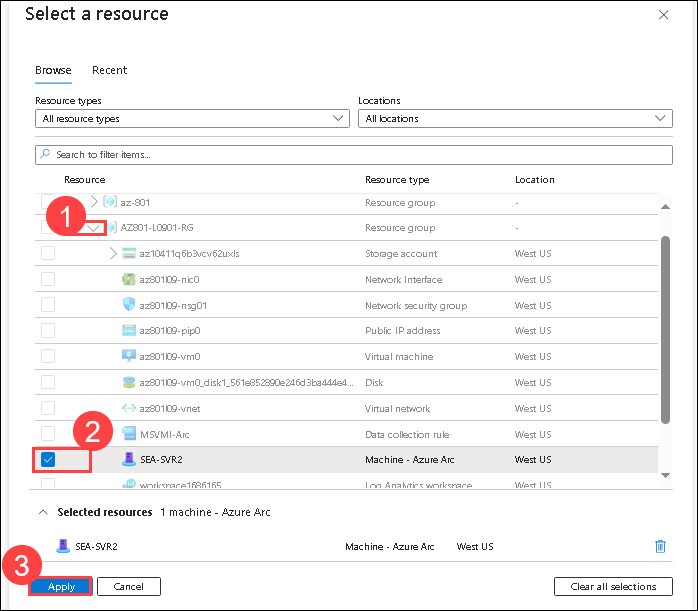 Select a resource
Browse Recent
Resource types Locations
All resource types All locations
Search to filter items...
Resource Resource type Location
az-801 Resource group -
1
AZ801-L0901-RG Resource group -
az10411q6b3vcv62uxls Storage account West US
az801l09-nic0 Network Interface West US
az801l09-nsg01 Network security group West US
az801l09-pip0 Public IP address West US
az801l09-vm0 Virtual machine West US
az801l09-vm0_disk1_561e852890e246d3ba444e4... Disk West US
az801l09-vnet Virtual network West US
2
MSVMI-Arc Data collection rule West US
SEA-SVR2 Machine - Azure Arc West US
workspace1686165 Log Analytics workspace West US
Selected resources 1 machine - Azure Arc
SEA-SVR2 Machine - Azure Arc West US
3
Apply Cancel Clear all selections